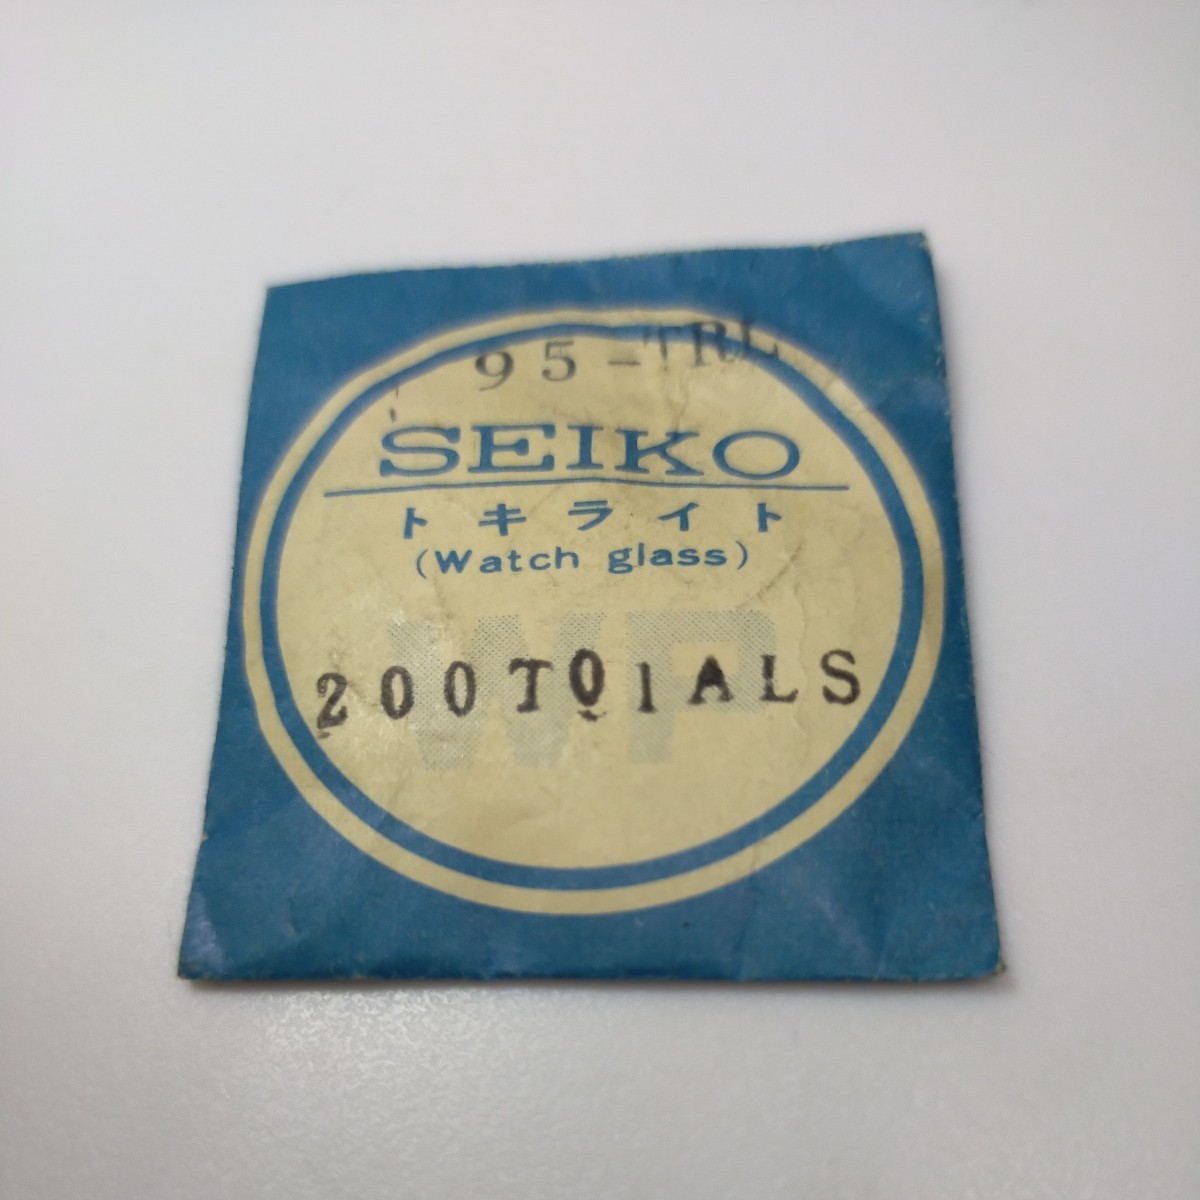 95-TRL
SEIKO
トキライト
(Watch glass)
WP
200T01ALS